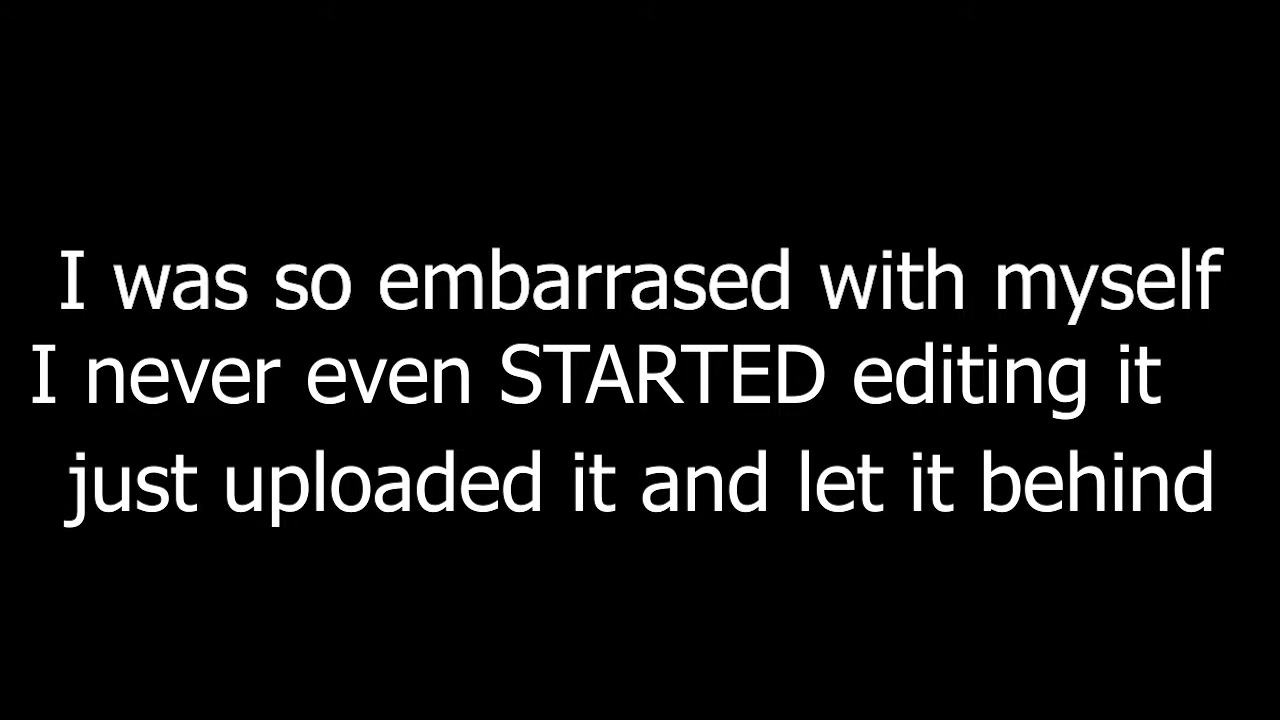 I was so embarrased with myself
I never even STARTED editing it
just uploaded it and let it behind